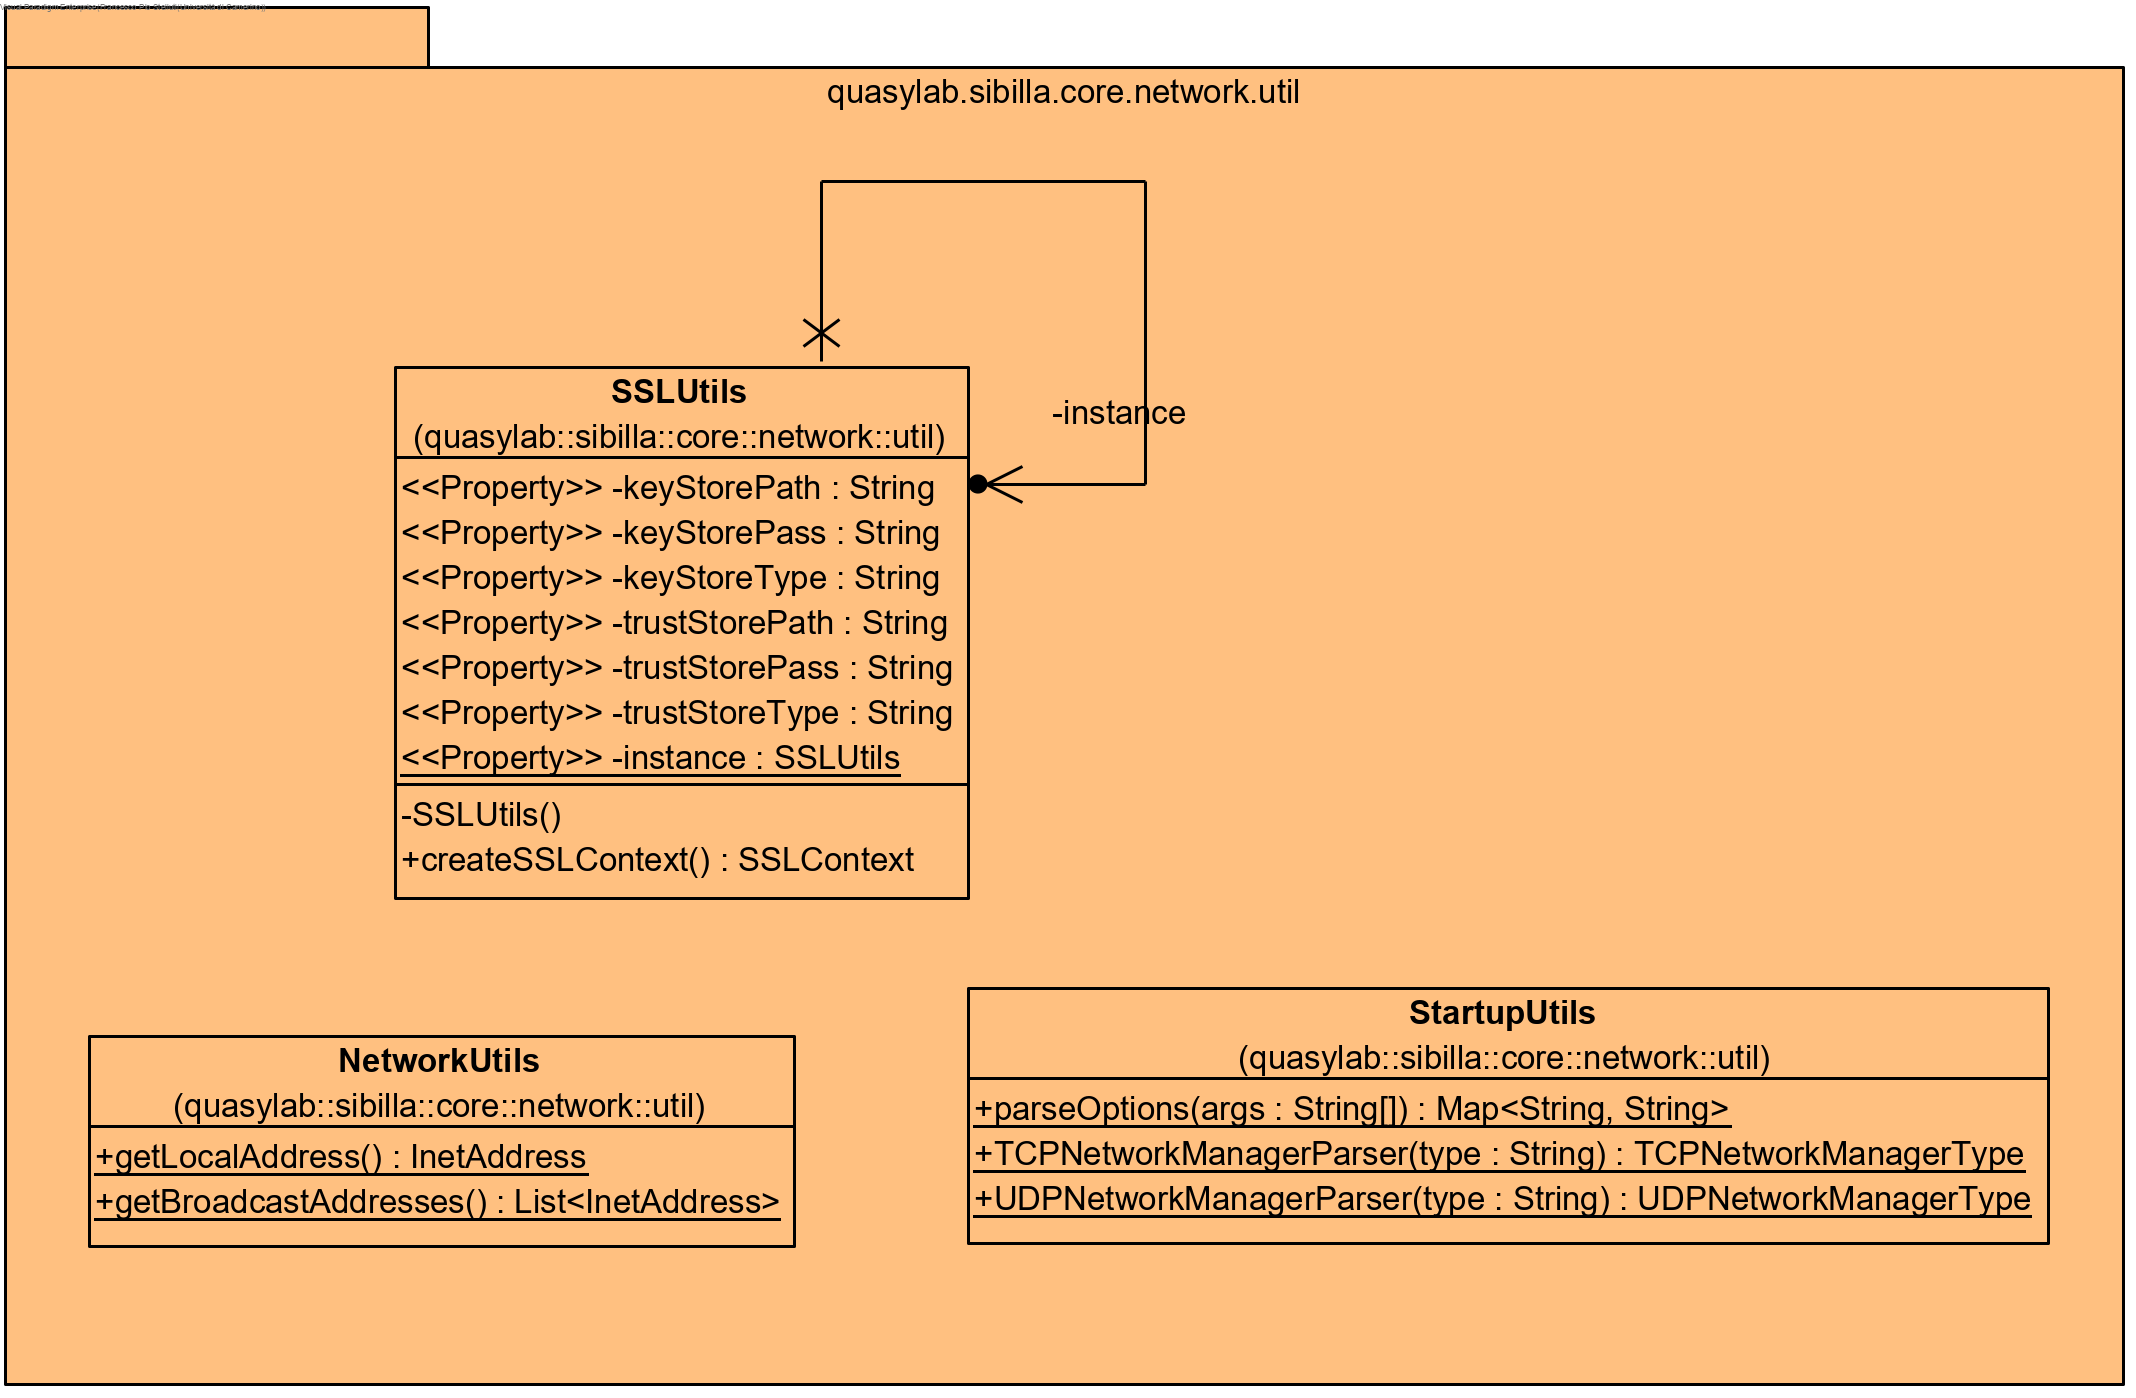 quasylab.sibilla.core.network.util
-instance
SSLUtils
(quasylab::sibilla::core::network::util)
<<Property>> -keyStorePath : String
<<Property>> -keyStorePass : String
<<Property>> -keyStoreType : String
<<Property>> -trustStorePath : String
<<Property>> -trustStorePass : String
<<Property>> -trustStoreType : String
<<Property>> -instance : SSLUtils
-SSLUtils()
+createSSLContext() : SSLContext
NetworkUtils
(quasylab::sibilla::core::network::util)
+getLocalAddress() : InetAddress
+getBroadcastAddresses() : List<InetAddress>
StartupUtils
(quasylab::sibilla::core::network::util)
+parseOptions(args : String[]) : Map<String, String>
+TCPNetworkManagerParser(type : String) : TCPNetworkManagerType
+UDPNetworkManagerParser(type : String) : UDPNetworkManagerType